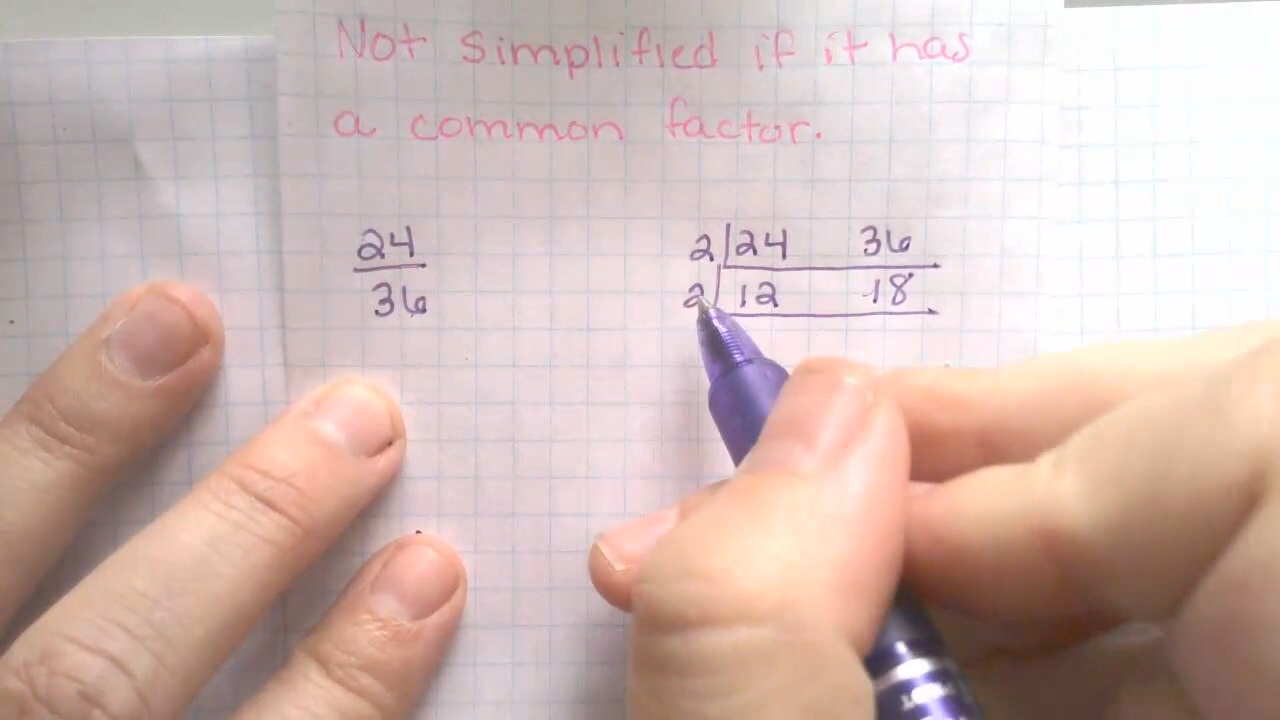 Not simplified if it has
a common factor.
24
36
2 24 36
2 12 18